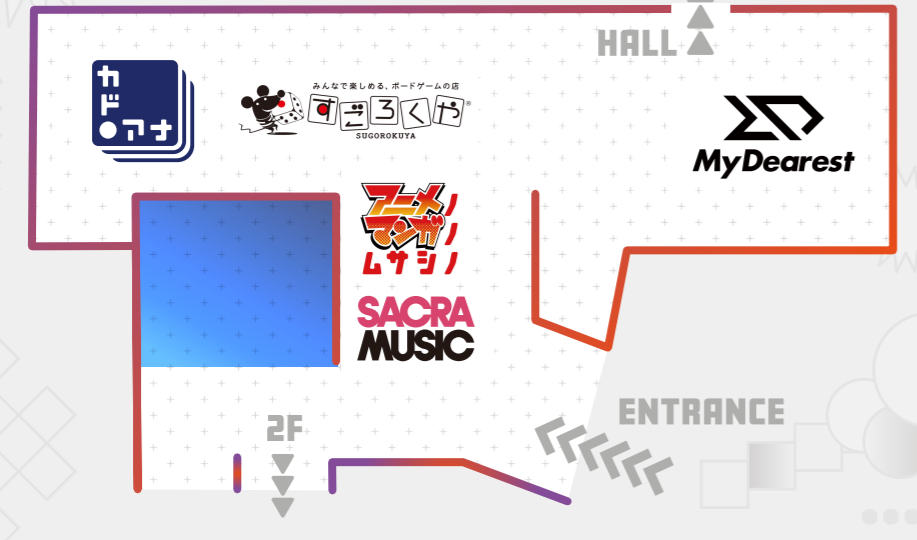 HALL
カド
アナ
みんなで楽しめる、ボードゲームの店
すごろくや®
SUGOROKUYA
MyDearest
アニメ
マンガ
ムサシノ
SACRA
MUSIC
ENTRANCE
2F